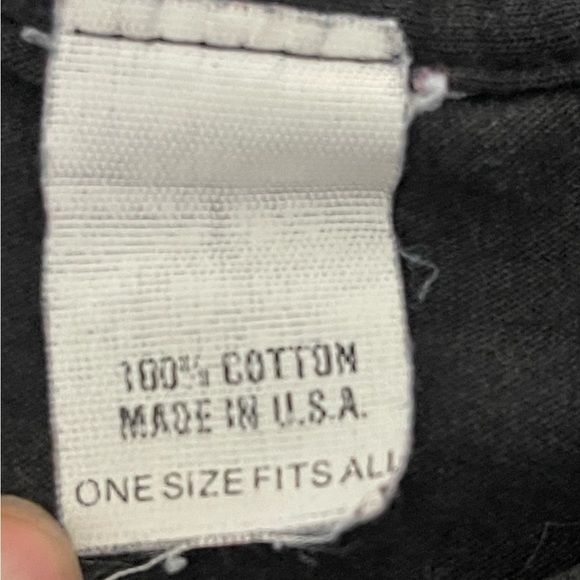 100% COTTON
MADE IN U.S.A.
ONE SIZE FITS ALL